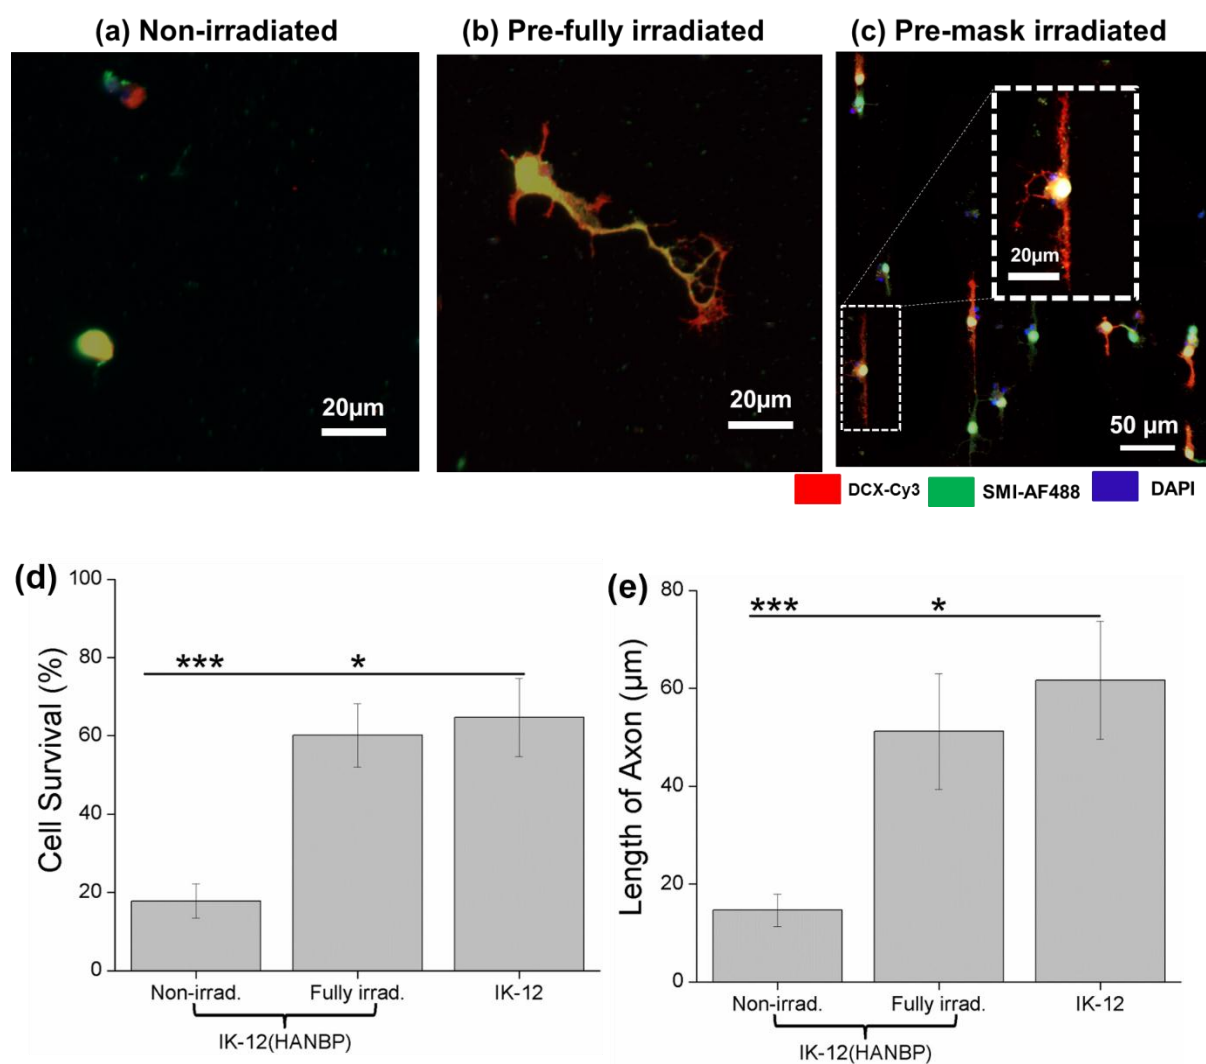 (a) Non-irradiated
(b) Pre-fully irradiated
(c) Pre-mask irradiated
20µm
20µm
20µm
50 µm
DCX-Cy3
SMI-AF488
DAPI
(d)
100
80
60
40
20
0
Cell Survival (%)
***
*
Non-irrad.
Fully irrad.
IK-12
IK-12(HANBP)
(e)
80
60
40
20
0
Length of Axon (µm)
***
*
Non-irrad.
Fully irrad.
IK-12
IK-12(HANBP)